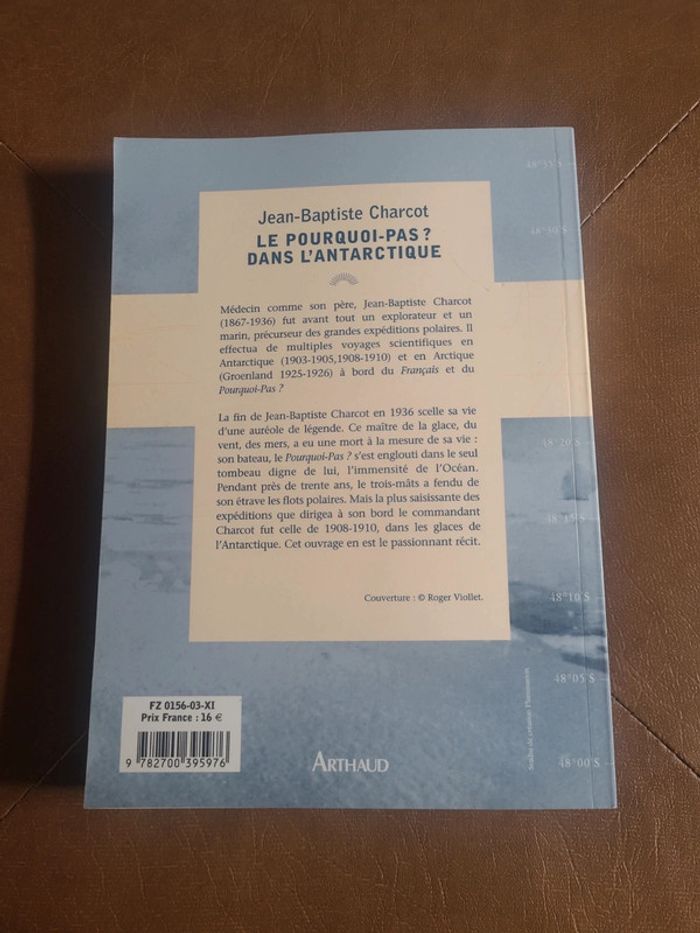 48°35'S
48°30'S
Jean-Baptiste Charcot
LE POURQUOI-PAS ?
DANS L'ANTARCTIQUE
Médecin comme son père, Jean-Baptiste Charcot
(1867-1936) fut avant tout un explorateur et un
marin, précurseur des grandes expéditions polaires. Il
effectua de multiples voyages scientifiques en
Antarctique (1903-1905,1908-1910) et en Arctique
(Groenland 1925-1926) à bord du Français et du
Pourquoi-Pas ?
La fin de Jean-Baptiste Charcot en 1936 scelle sa vie
d'une auréole de légende. Ce maître de la glace, du
vent, des mers, a eu une mort à la mesure de sa vie :
son bateau, le Pourquoi-Pas ? s'est englouti dans le seul
tombeau digne de lui, l'immensité de l'Océan.
Pendant près de trente ans, le trois-mâts a fendu de
son étrave les flots polaires. Mais la plus saisissante des
expéditions que dirigea à son bord le commandant
Charcot fut celle de 1908-1910, dans les glaces de
l'Antarctique. Cet ouvrage en est le passionnant récit.
Couverture : © Roger Viollet.
48°20'S
48°15'S
48°10'S
48°05'S
48°00'S
Studio de création Flammarion
FZ 0156-03-XI
Prix France : 16 €
9 782700 395976
ARTHAUD